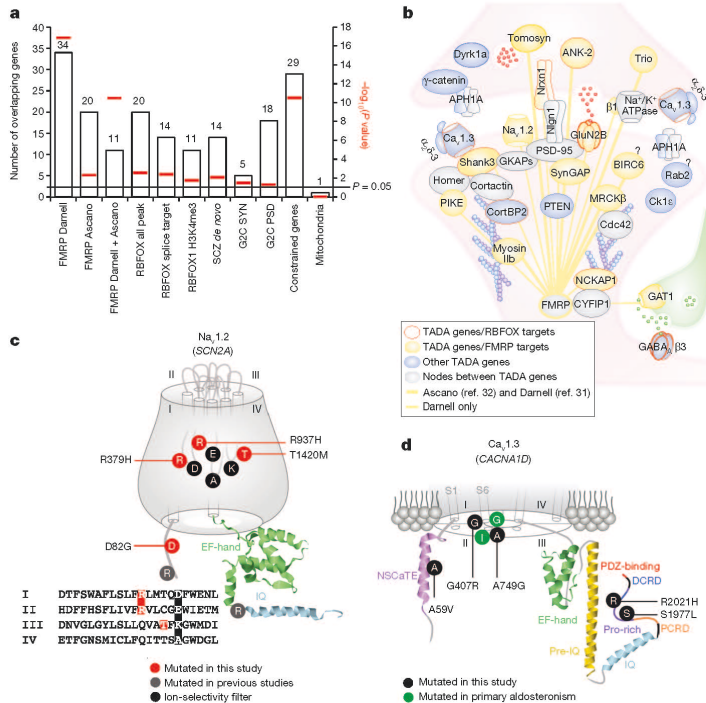 a
Number of overlapping genes
40
35
30
25
20
15
10
5
0
34
20
11
20
14
11
14
5
18
29
1
18
16
14
12
10
8
6
4
2
0
–log10(P value)
P = 0.05
FMRP Darnell
FMRP Ascano
FMRP Darnell + Ascano
RBFOX all peak
RBFOX splice target
RBFOX1 H3K4me3
SCZ de novo
G2C SYN
G2C PSD
Constrained genes
Mitochondria
b
Tomosyn
Dyrk1a
ANK-2
Trio
γ-catenin
APH1A
Nrxn1
Nlgn1
β1
Na+/K+
ATPase
α2δ-3
Cav1.3
Nav1.2
GluN2B
α2δ-3
Cav1.3
PSD-95
APH1A
?
?
Shank3
GKAPs
SynGAP
BIRC6
Rab2
Homer
Cortactin
PIKE
CortBP2
PTEN
MRCKβ
Ck1ε
Cdc42
Myosin
IIb
NCKAP1
FMRP
CYFIP1
GAT1
GABAA β3
TADA genes/RBFOX targets
TADA genes/FMRP targets
Other TADA genes
Nodes between TADA genes
Ascano (ref. 32) and Darnell (ref. 31)
Darnell only
c
Nav1.2
(SCN2A)
II
III
I
IV
R
R937H
E
T
T1420M
R379H
R
D
K
A
D82G
D
R
EF-hand
IQ
R
I DTFSWAFLSLFRLMTQDFWENL
II HDFFHSFLIVFRVLCGEWIETM
III DNVGLGYLSLLQVATFKGWMDI
IV ETFGNSMICLFQITTSAGWDGL
Mutated in this study
Mutated in previous studies
Ion-selectivity filter
d
Cav1.3
(CACNA1D)
S1
S6
I
IV
G
G
I
A
II
III
NSCaTE
A
G407R
A749G
A59V
EF-hand
PDZ-binding
DCRD
R
R2021H
S
S1977L
Pro-rich
PCRD
Pre-IQ
IQ
Mutated in this study
Mutated in primary aldosteronism